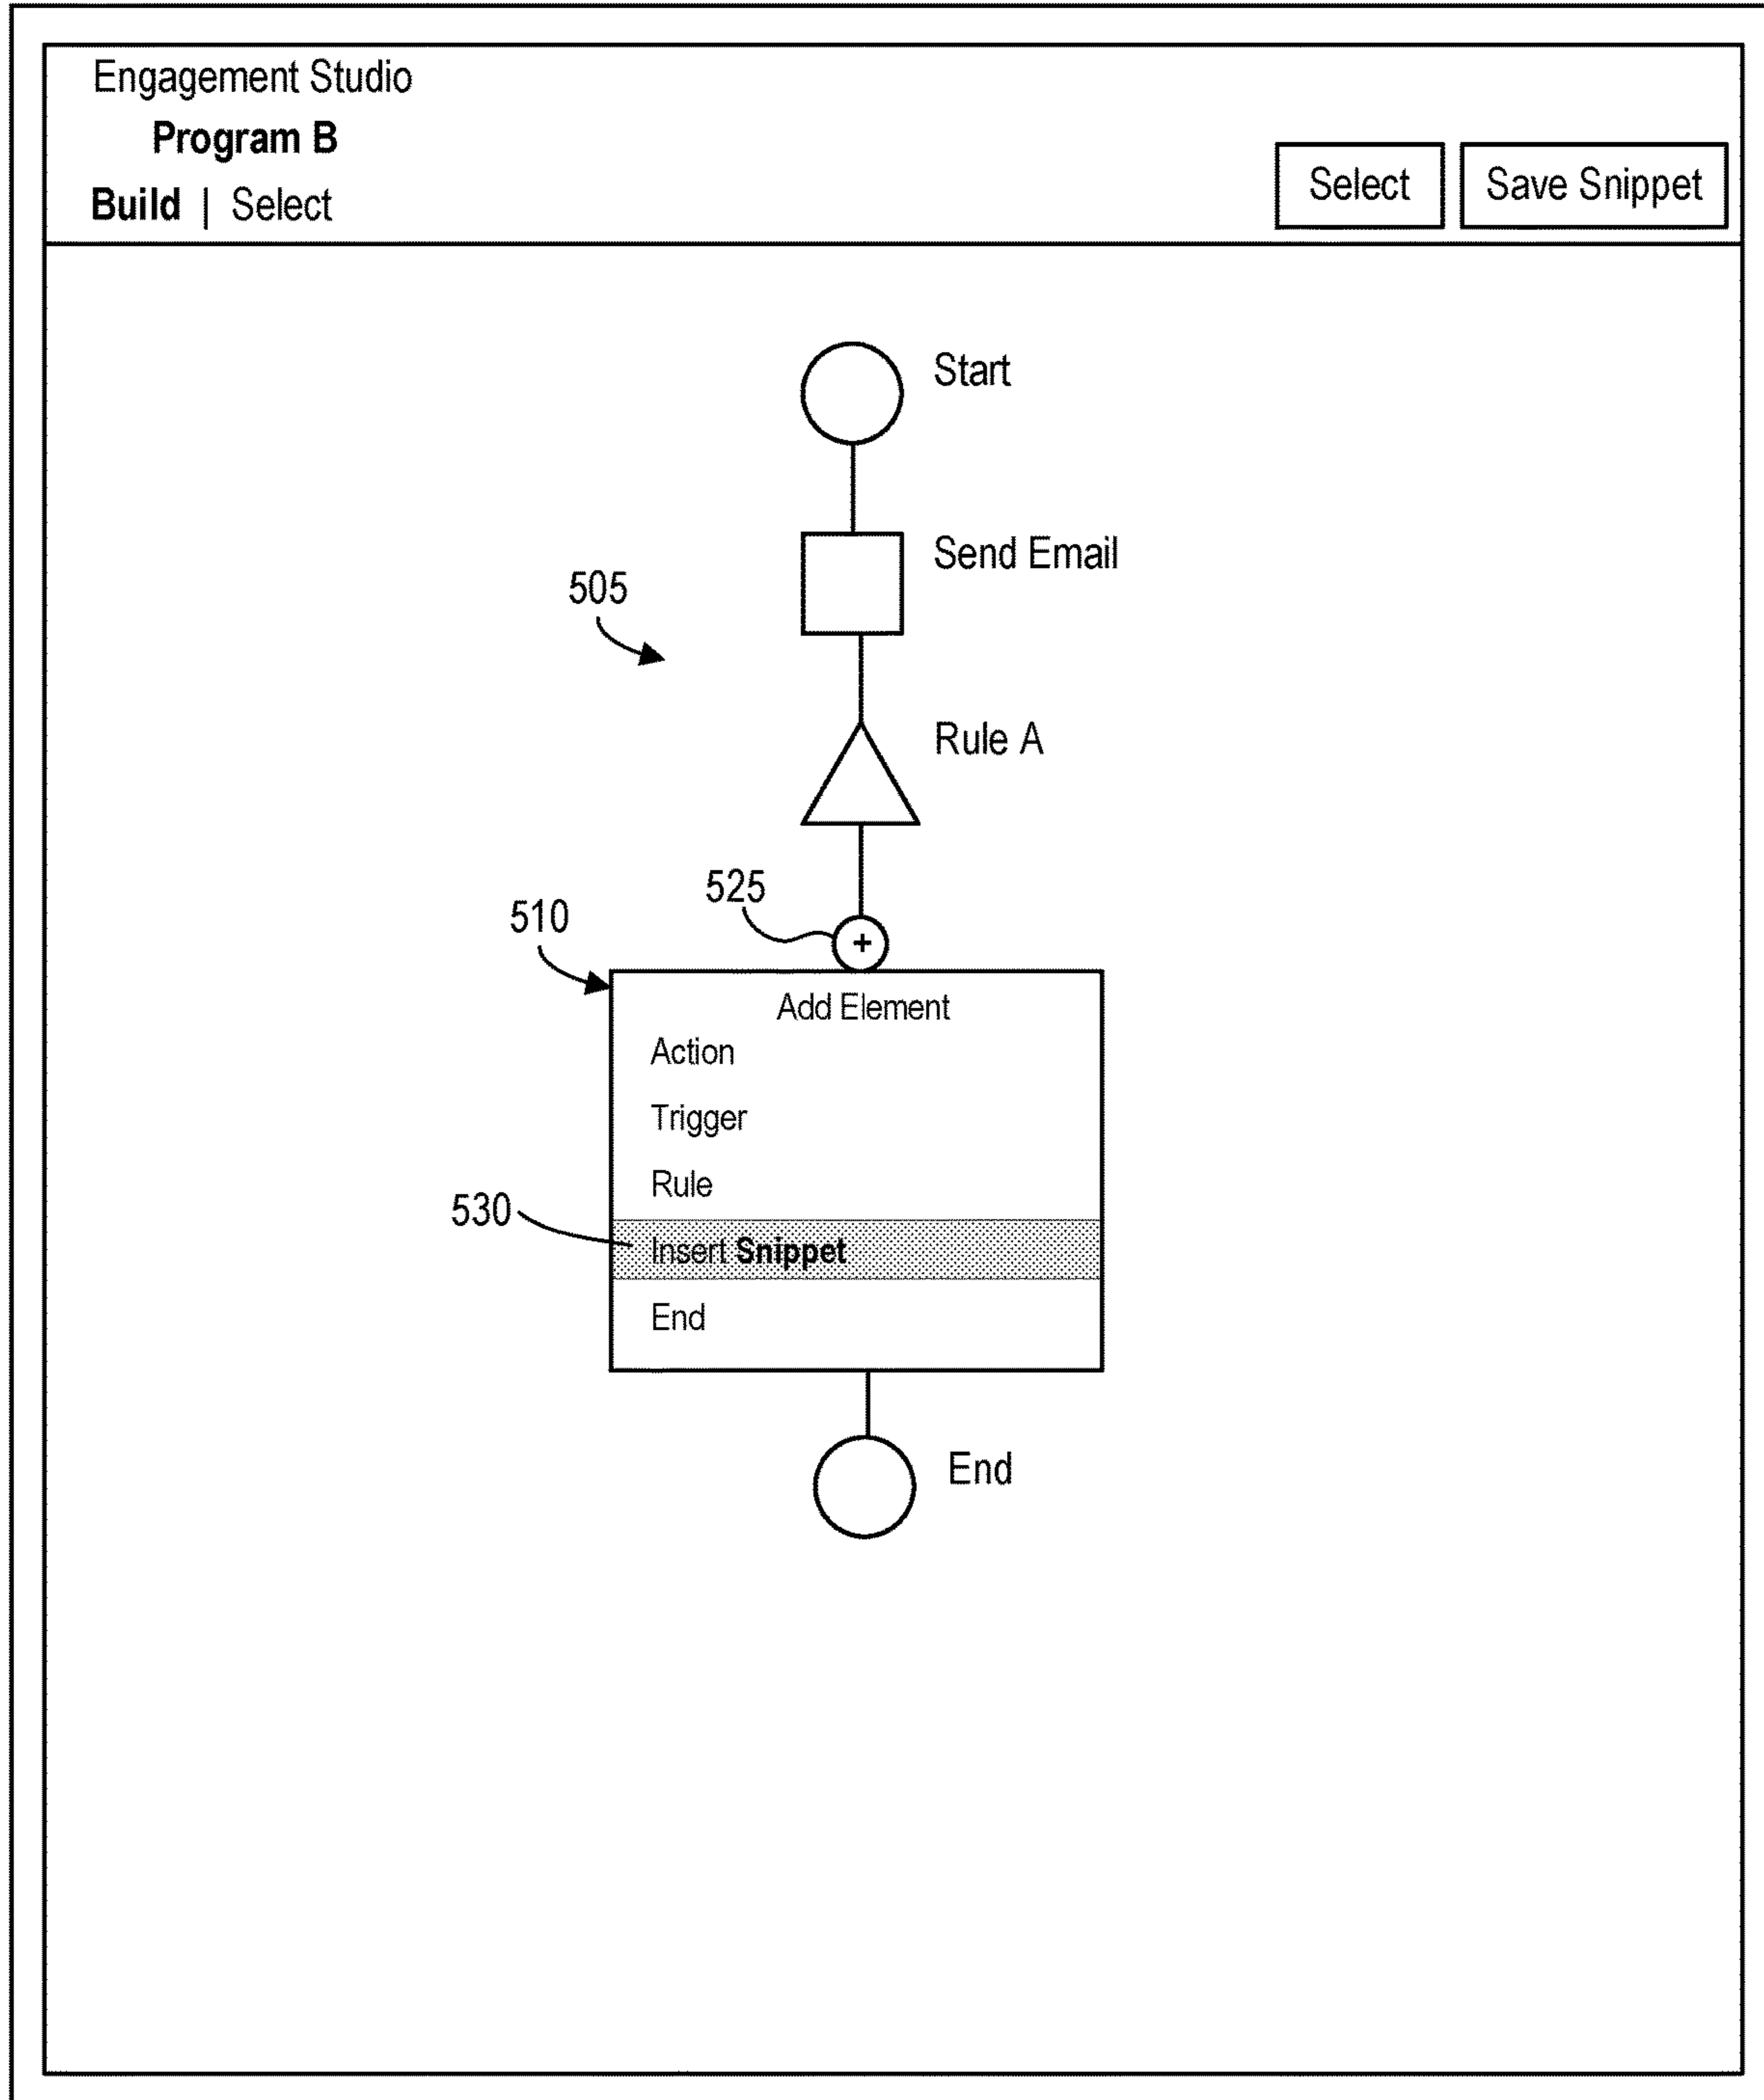 Engagement Studio
Program B
Build | Select
Select
Save Snippet
Start
Send Email
505
Rule A
525
510
+
Add Element
Action
Trigger
Rule
530
Insert Snippet
End
End